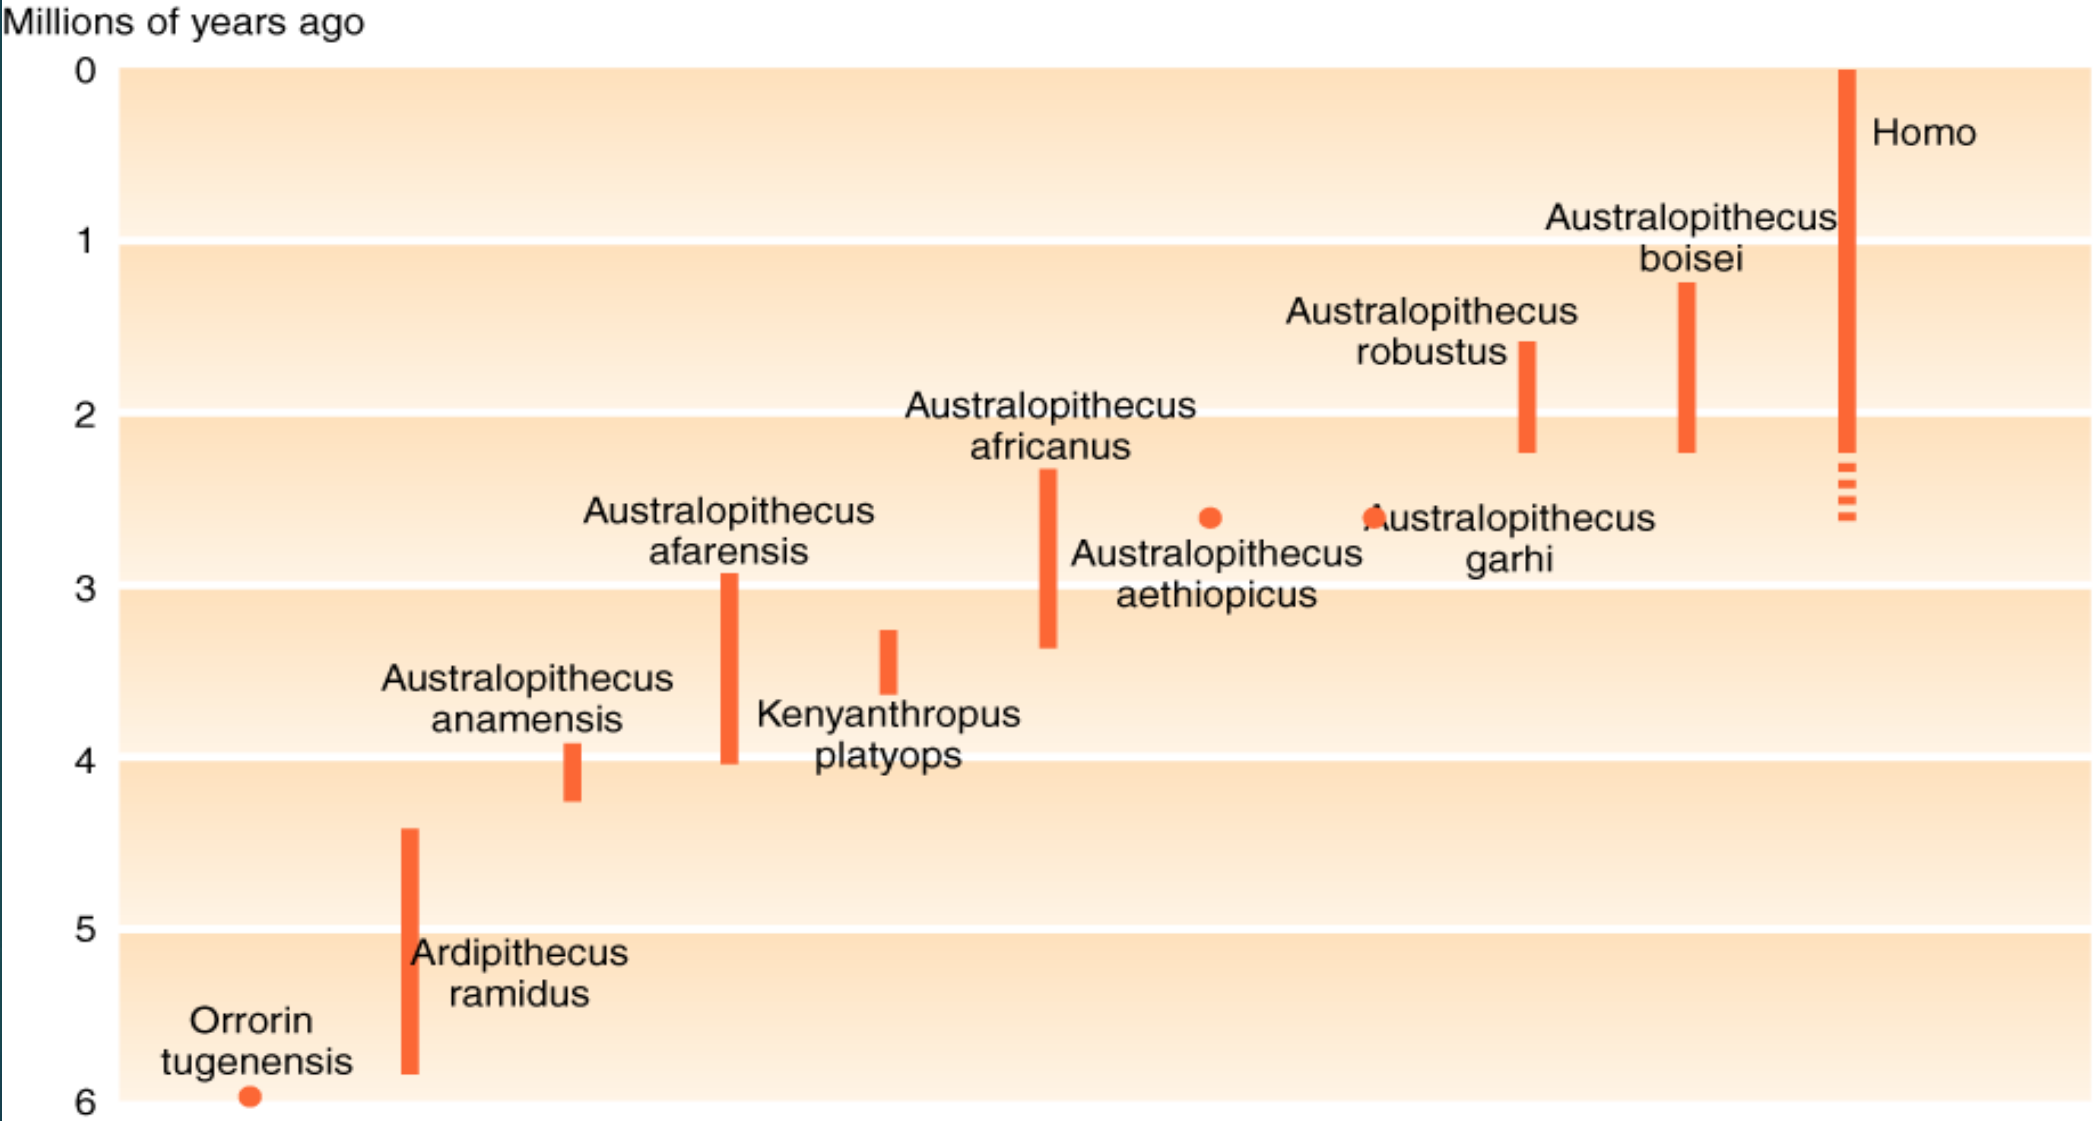 Millions of years ago
0
Homo
1
Australopithecus
boisei
Australopithecus
robustus
2
Australopithecus
africanus
Australopithecus
afarensis
Australopithecus
garhi
Australopithecus
aethiopicus
3
Australopithecus
anamensis
Kenyanthropus
platyops
4
5
Ardipithecus
ramidus
Orrorin
tugenensis
6